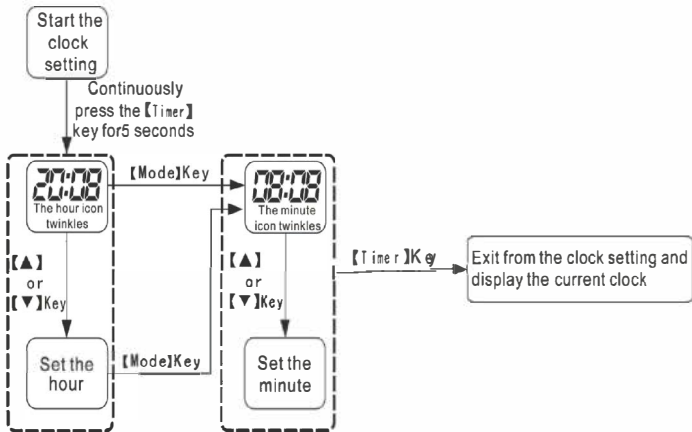 Start the
clock
setting
Continuously
press the【Timer】
key for5 seconds
20:08
The hour icon
twinkles
【Mode】Key
08:08
The minute
icon twinkles
【▲】
or
【▼】Key
【▲】
or
【▼】Key
【Timer】Key
Exit from the clock setting and
display the current clock
Set the
hour
【Mode】Key
Set the
minute